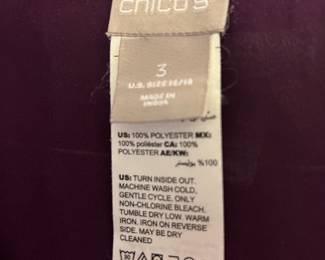 chico's
3
U.S. SIZE 16/18
MADE IN
INDIA
US: 100% POLYESTER MX:
100% poliéster CA: 100%
POLYESTER AE/KW:
100% بوليستر
US: TURN INSIDE OUT.
MACHINE WASH COLD,
GENTLE CYCLE, ONLY
NON-CHLORINE BLEACH,
TUMBLE DRY LOW. WARM
IRON. IRON ON REVERSE
SIDE. MAY BE DRY
CLEANED